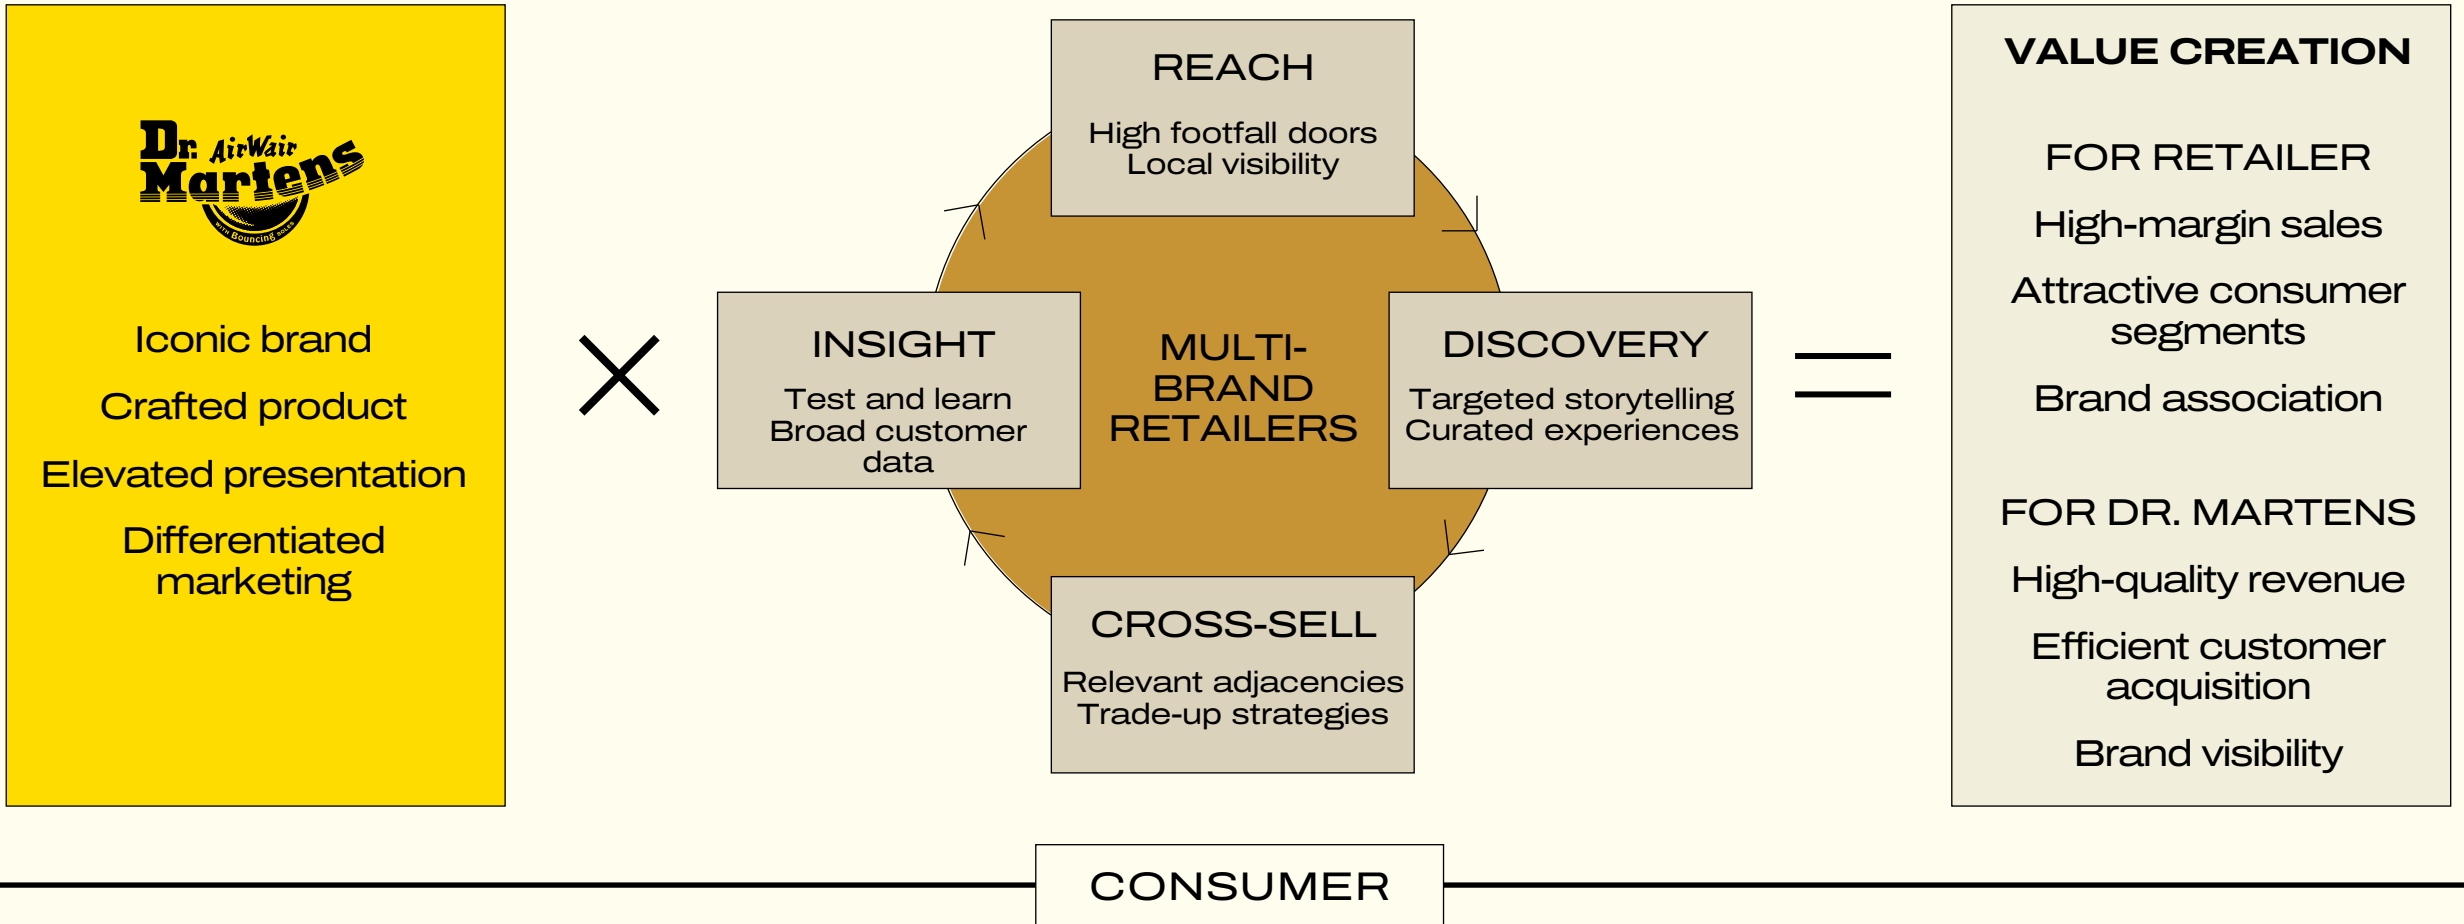 Dr. AirWair
Martens
WITH Bouncing SOLES
Iconic brand
Crafted product
Elevated presentation
Differentiated
marketing
REACH
High footfall doors
Local visibility
INSIGHT
Test and learn
Broad customer
data
MULTI-
BRAND
RETAILERS
DISCOVERY
Targeted storytelling
Curated experiences
CROSS-SELL
Relevant adjacencies
Trade-up strategies
VALUE CREATION
FOR RETAILER
High-margin sales
Attractive consumer
segments
Brand association
FOR DR. MARTENS
High-quality revenue
Efficient customer
acquisition
Brand visibility
CONSUMER